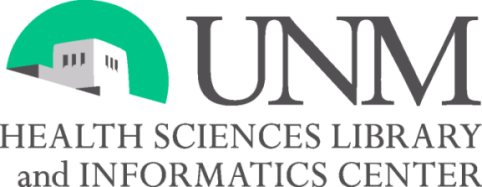 UNM
HEALTH SCIENCES LIBRARY
and INFORMATICS CENTER